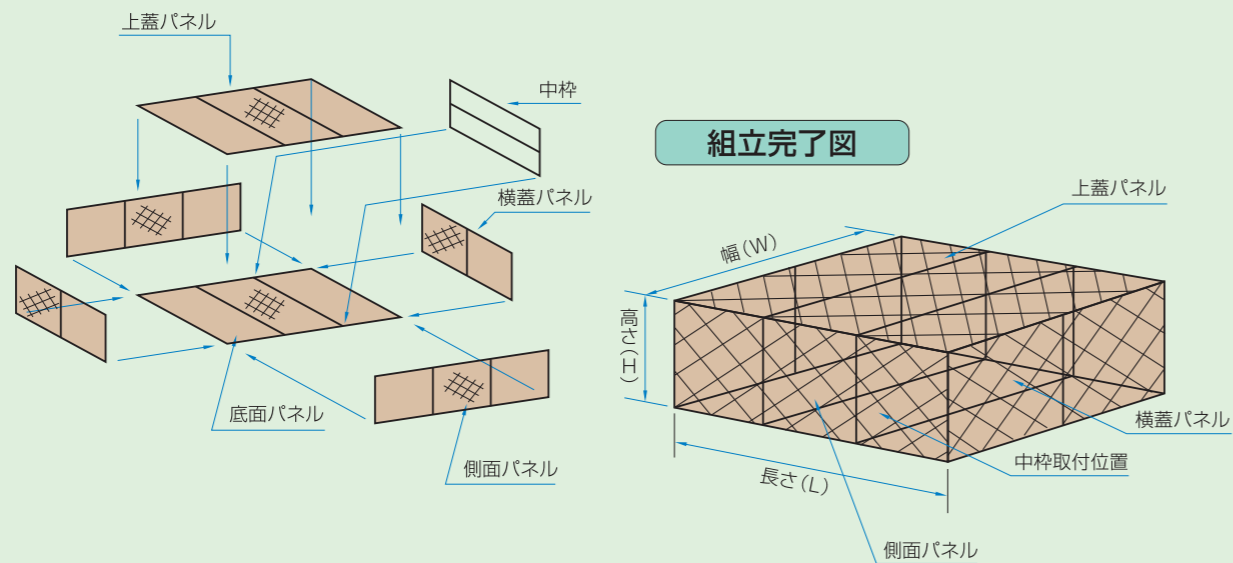 上蓋パネル
中枠
横蓋パネル
底面パネル
側面パネル
組立完了図
上蓋パネル
幅(W)
高さ(H)
横蓋パネル
中枠取付位置
長さ(L)
側面パネル